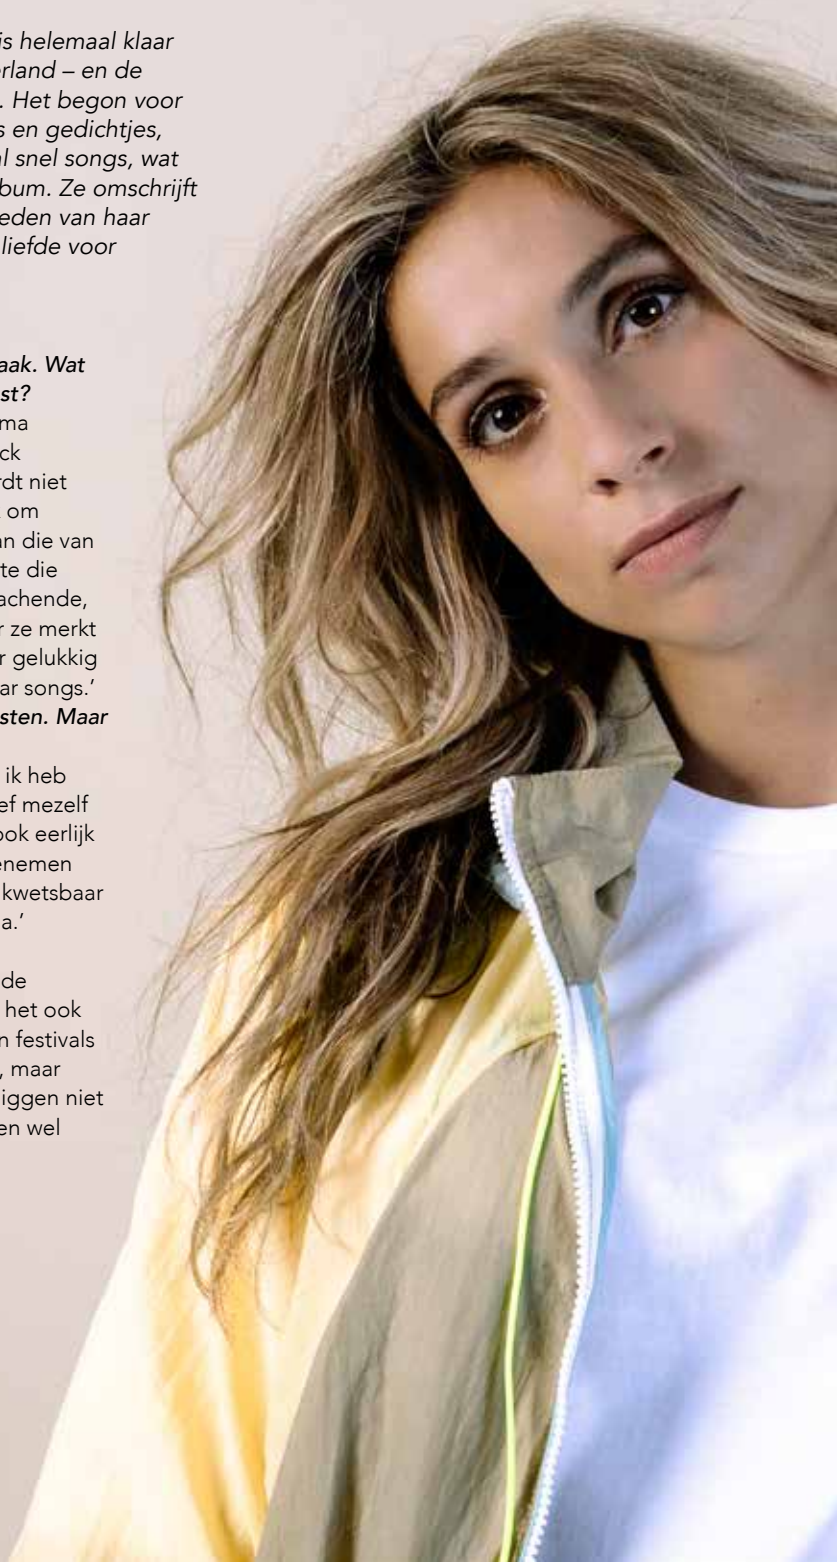 is helemaal klaar
erland – en de
. Het begon voor
s en gedichtjes,
al snel songs, wat
bum. Ze omschrijft
eden van haar
liefde voor
aak. Wat
st?
ma
ck
rdt niet
om
an die van
te die
achende,
r ze merkt
r gelukkig
ar songs.’
sten. Maar
ik heb
ef mezelf
ook eerlijk
enemen
kwetsbaar
a.’
de
het ook
n festivals
, maar
iggen niet
en wel